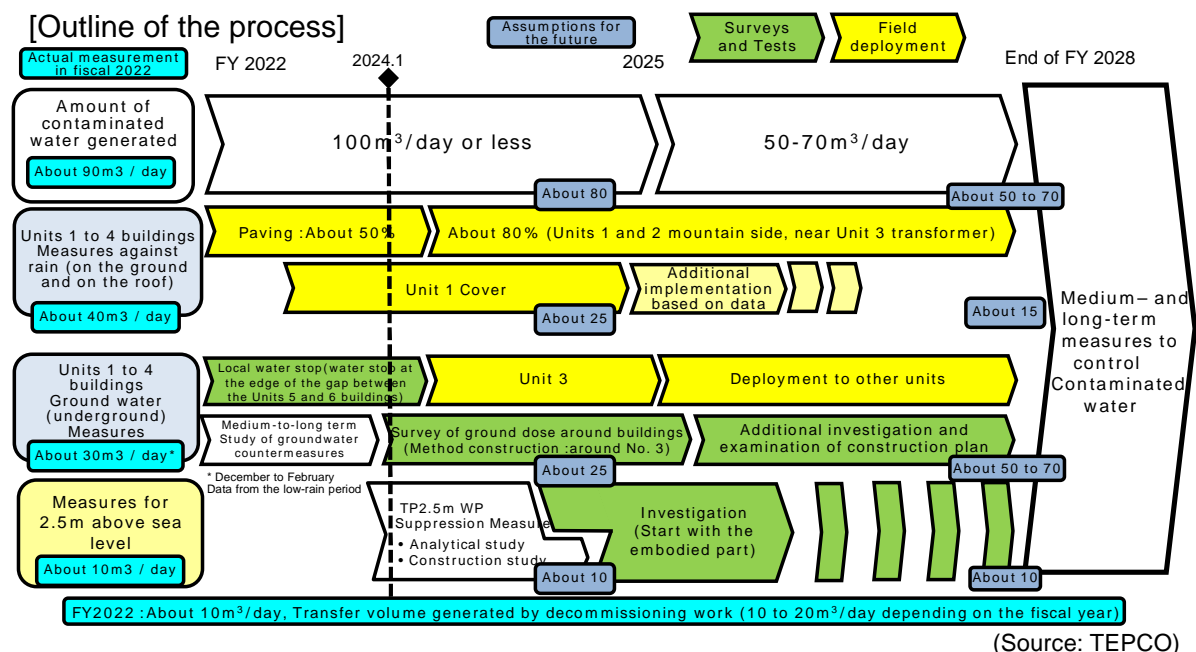 [Outline of the process]
Assumptions for
the future
Surveys
and Tests
Field
deployment
Actual measurement
in fiscal 2022
FY 2022
2024.1
2025
End of FY 2028
Amount of
contaminated
water generated
About 90m3 / day
100m³/day or less
50-70m³/day
About 80
About 50 to 70
Units 1 to 4 buildings
Measures against
rain (on the ground
and on the roof)
About 40m3 / day
Paving :About 50%
About 80% (Units 1 and 2 mountain side, near Unit 3 transformer)
Unit 1 Cover
Additional
implementation
based on data
About 25
About 15
Medium– and
long-term
measures to
control
Contaminated
water
Units 1 to 4
buildings
Ground water
(underground)
Measures
About 30m3 / day*
Local water stop(water stop at
the edge of the gap between
the Units 5 and 6 buildings)
Unit 3
Deployment to other units
Medium-to-long term
Study of groundwater
countermeasures
Survey of ground dose around buildings
(Method construction :around No. 3)
Additional investigation and
examination of construction plan
About 25
About 50 to 70
* December to February
Data from the low-rain period
Measures for
2.5m above sea
level
About 10m3 / day
TP2.5m WP
Suppression Measure
• Analytical study
• Construction study
Investigation
(Start with the
embodied part)
About 10
About 10
FY2022 :About 10m³/day, Transfer volume generated by decommissioning work (10 to 20m³/day depending on the fiscal year)
(Source: TEPCO)